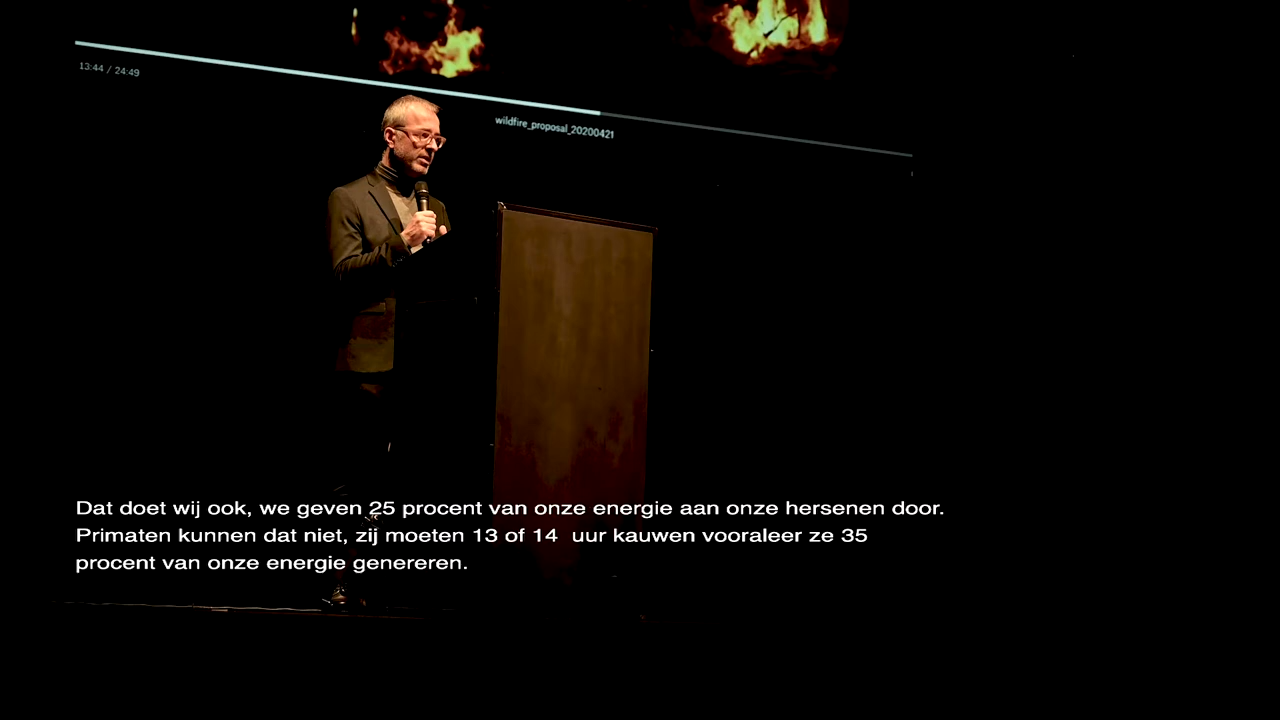 13:44 / 24:49
wildfire_proposal_20200421
Dat doet wij ook, we geven 25 procent van onze energie aan onze hersenen door.
Primaten kunnen dat niet, zij moeten 13 of 14  uur kauwen vooraleer ze 35
procent van onze energie genereren.